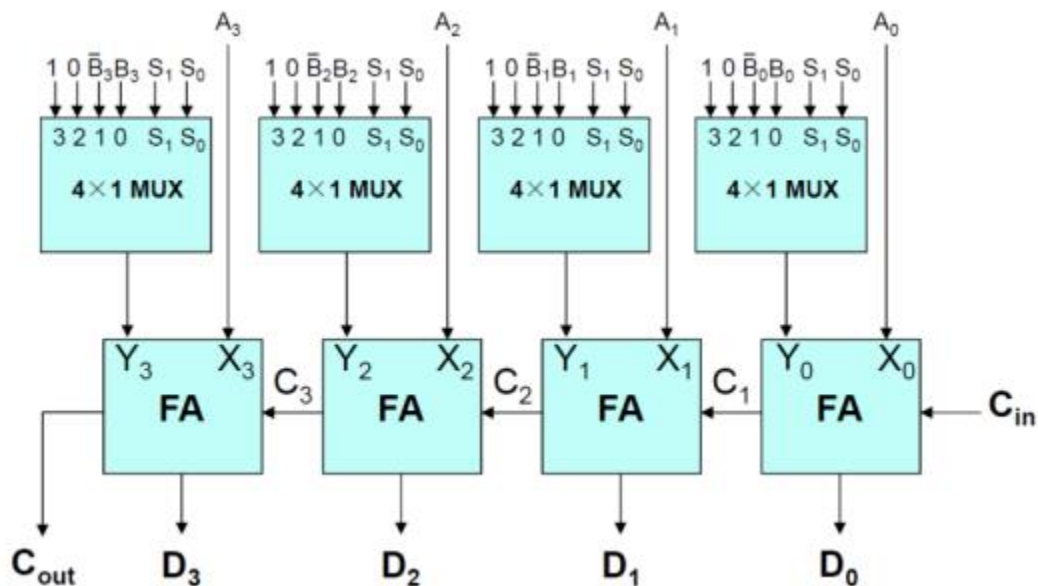 A₃ A₂ A₁ A₀
1 0 B̅₃ B₃ S₁ S₀ 1 0 B̅₂ B₂ S₁ S₀ 1 0 B̅₁ B₁ S₁ S₀ 1 0 B̅₀ B₀ S₁ S₀
3 2 1 0 S₁ S₀ 3 2 1 0 S₁ S₀ 3 2 1 0 S₁ S₀ 3 2 1 0 S₁ S₀
4×1 MUX 4×1 MUX 4×1 MUX 4×1 MUX
Y₃ X₃ C₃ Y₂ X₂ C₂ Y₁ X₁ C₁ Y₀ X₀
FA FA FA FA Cᵢₙ
Cₒᵤₜ D₃ D₂ D₁ D₀